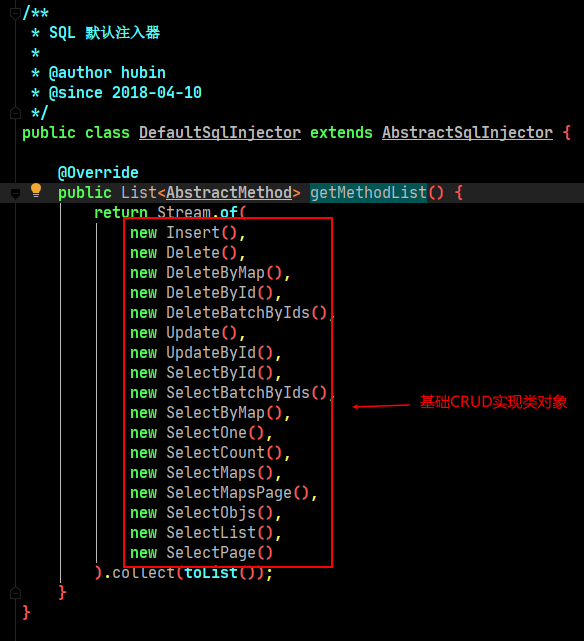 /**
 * SQL 默认注入器
 *
 * @author hubin
 * @since 2018-04-10
 */
public class DefaultSqlInjector extends AbstractSqlInjector {
    @Override
    public List<AbstractMethod> getMethodList() {
        return Stream.of(
            new Insert(),
            new Delete(),
            new DeleteByMap(),
            new DeleteById(),
            new DeleteBatchByIds(),
            new Update(),
            new UpdateById(),
            new SelectById(),
            new SelectBatchByIds(),
            new SelectByMap(),
            new SelectOne(),
            new SelectCount(),
            new SelectMaps(),
            new SelectMapsPage(),
            new SelectObjs(),
            new SelectList(),
            new SelectPage()
        ).collect(toList());
    }
}
基础CRUD实现类对象